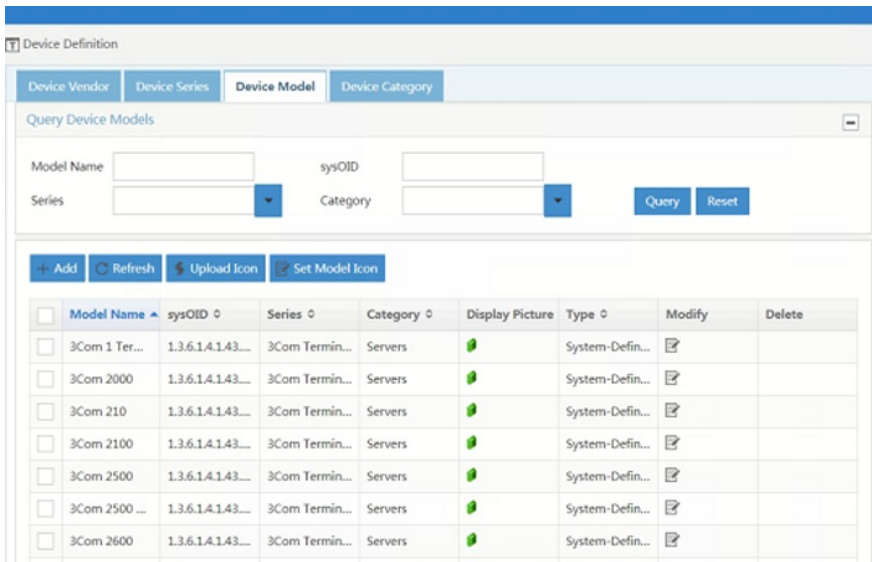 Device Definition
Device Vendor Device Series Device Model Device Category
Query Device Models
Model Name sysOID
Series Category Query Reset
Add Refresh Upload Icon Set Model Icon
Model Name sysOID Series Category Display Picture Type Modify Delete
3Com 1 Ter... 1.3.6.1.4.1.43.... 3Com Termin... Servers System-Defin...
3Com 2000 1.3.6.1.4.1.43.... 3Com Termin... Servers System-Defin...
3Com 210 1.3.6.1.4.1.43.... 3Com Termin... Servers System-Defin...
3Com 2100 1.3.6.1.4.1.43.... 3Com Termin... Servers System-Defin...
3Com 2500 1.3.6.1.4.1.43.... 3Com Termin... Servers System-Defin...
3Com 2500 ... 1.3.6.1.4.1.43.... 3Com Termin... Servers System-Defin...
3Com 2600 1.3.6.1.4.1.43.... 3Com Termin... Servers System-Defin...